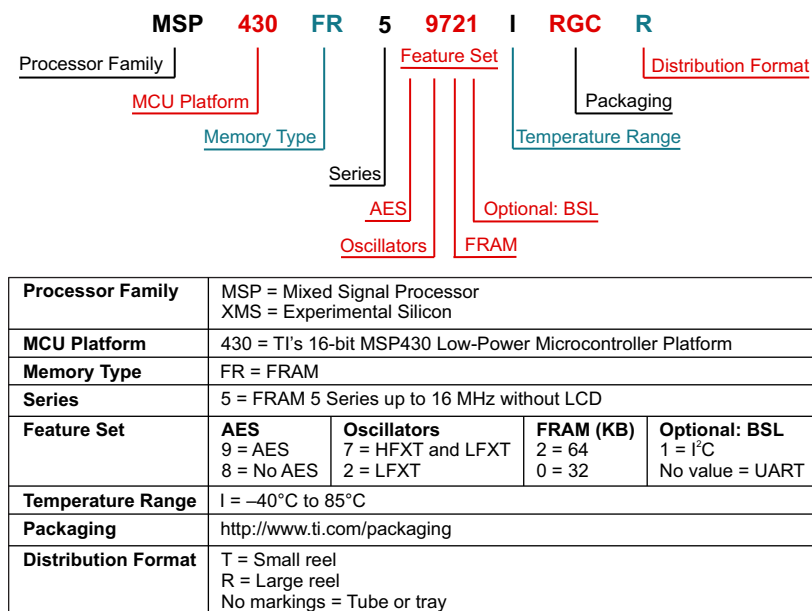 MSP 430 FR 5 9721 I RGC R
Processor Family
Feature Set
Distribution Format
MCU Platform
Packaging
Memory Type
Temperature Range
Series
AES
Optional: BSL
Oscillators
FRAM
Processor Family MSP = Mixed Signal Processor
XMS = Experimental Silicon
MCU Platform 430 = TI's 16-bit MSP430 Low-Power Microcontroller Platform
Memory Type FR = FRAM
Series 5 = FRAM 5 Series up to 16 MHz without LCD
Feature Set AES Oscillators FRAM (KB) Optional: BSL
9 = AES 7 = HFXT and LFXT 2 = 64 1 = I²C
8 = No AES 2 = LFXT 0 = 32 No value = UART
Temperature Range I = –40°C to 85°C
Packaging http://www.ti.com/packaging
Distribution Format T = Small reel
R = Large reel
No markings = Tube or tray